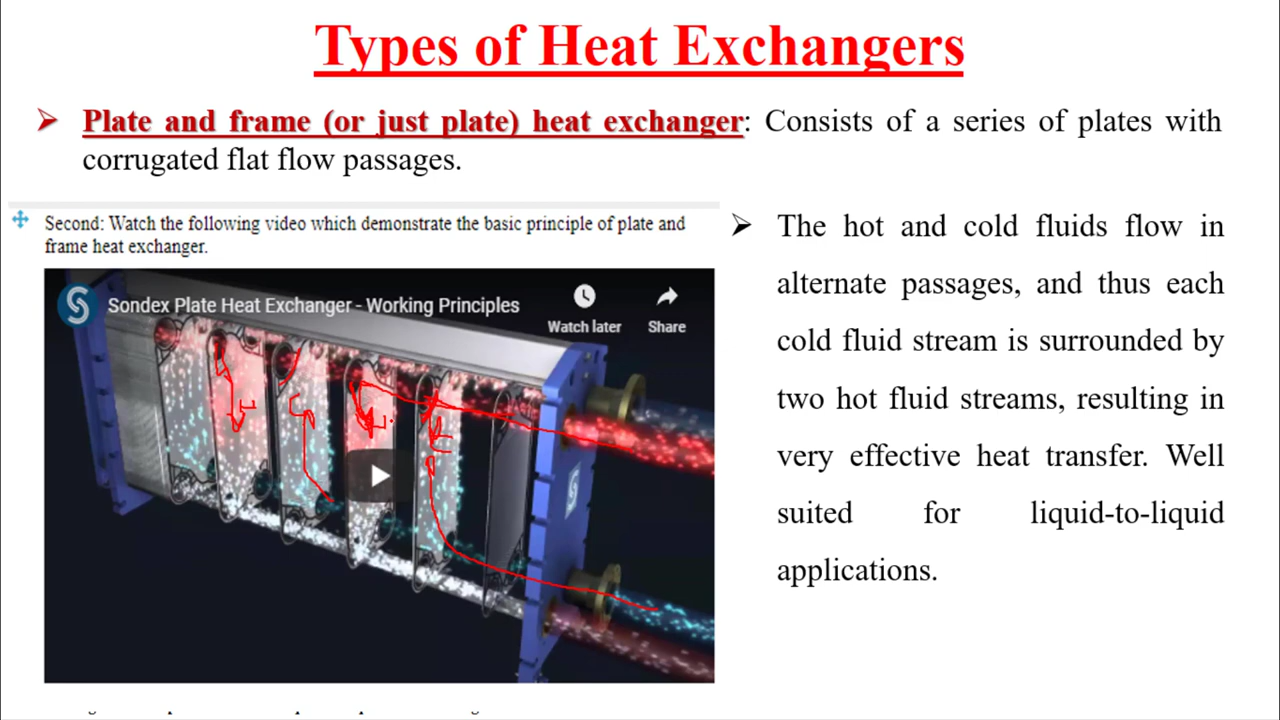 Types of Heat Exchangers
➢ Plate and frame (or just plate) heat exchanger: Consists of a series of plates with
corrugated flat flow passages.
Second: Watch the following video which demonstrate the basic principle of plate and
frame heat exchanger.
Sondex Plate Heat Exchanger - Working Principles
Watch later
Share
➢ The hot and cold fluids flow in
alternate passages, and thus each
cold fluid stream is surrounded by
two hot fluid streams, resulting in
very effective heat transfer. Well
suited for liquid-to-liquid
applications.